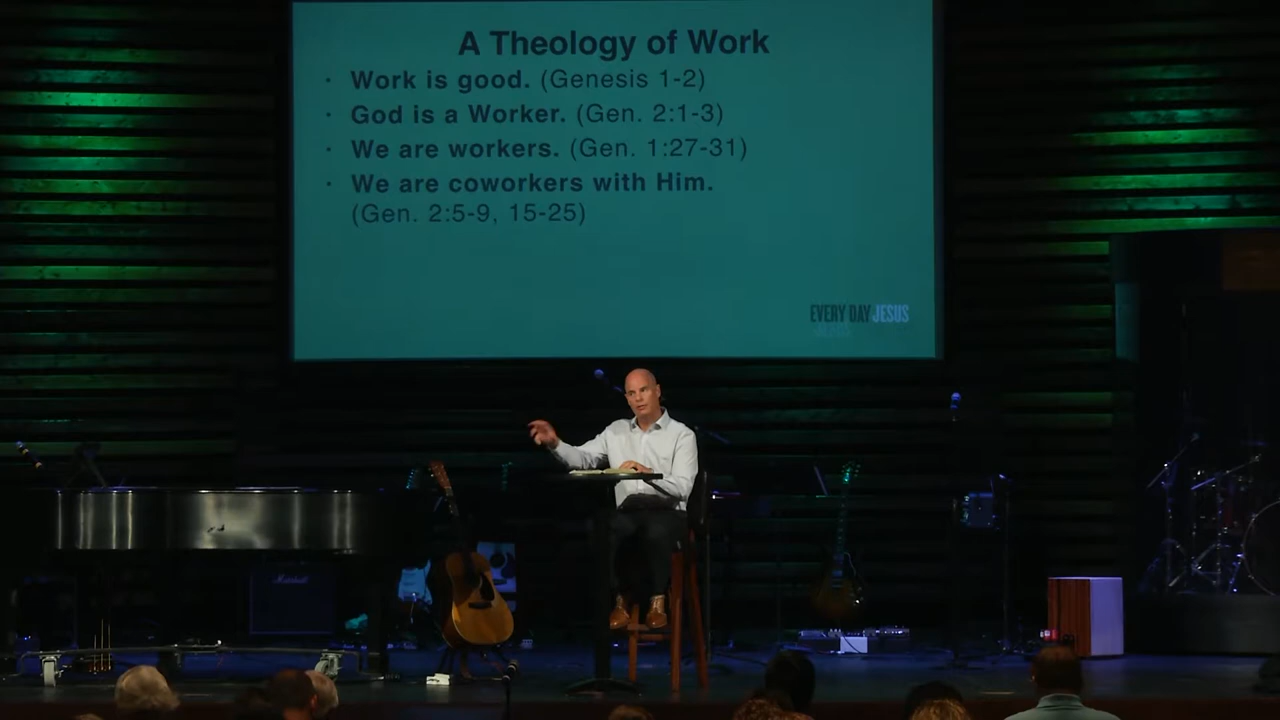 A Theology of Work
· Work is good. (Genesis 1-2)
· God is a Worker. (Gen. 2:1-3)
· We are workers. (Gen. 1:27-31)
· We are coworkers with Him.
(Gen. 2:5-9, 15-25)
EVERY DAY JESUS
Marshall